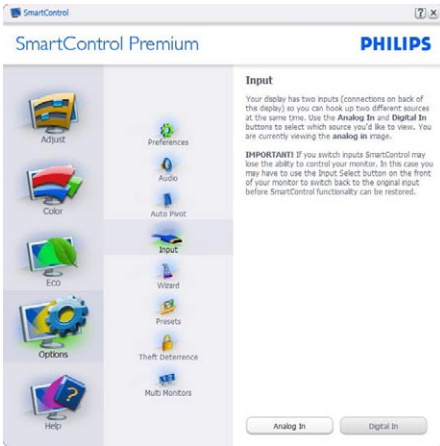 SmartControl
SmartControl Premium
PHILIPS
Adjust
Color
Eco
Options
Help
Preferences
Audio
Auto Pivot
Input
Wizard
Presets
Theft Deterrence
Multi Monitors
Input
Your display has two inputs (connections on back of
this display) so you can hook up two different sources
at the same time. Use the Analog In and Digital In
buttons to select which source you'd like to view. You
are currently viewing the analog in image.
IMPORTANT! If you switch inputs SmartControl may
lose the ability to control your monitor. In this case you
may have to use the Input Select button on the front
of your monitor to switch back to the original input
before SmartControl functionality can be restored.
Analog In
Digital In